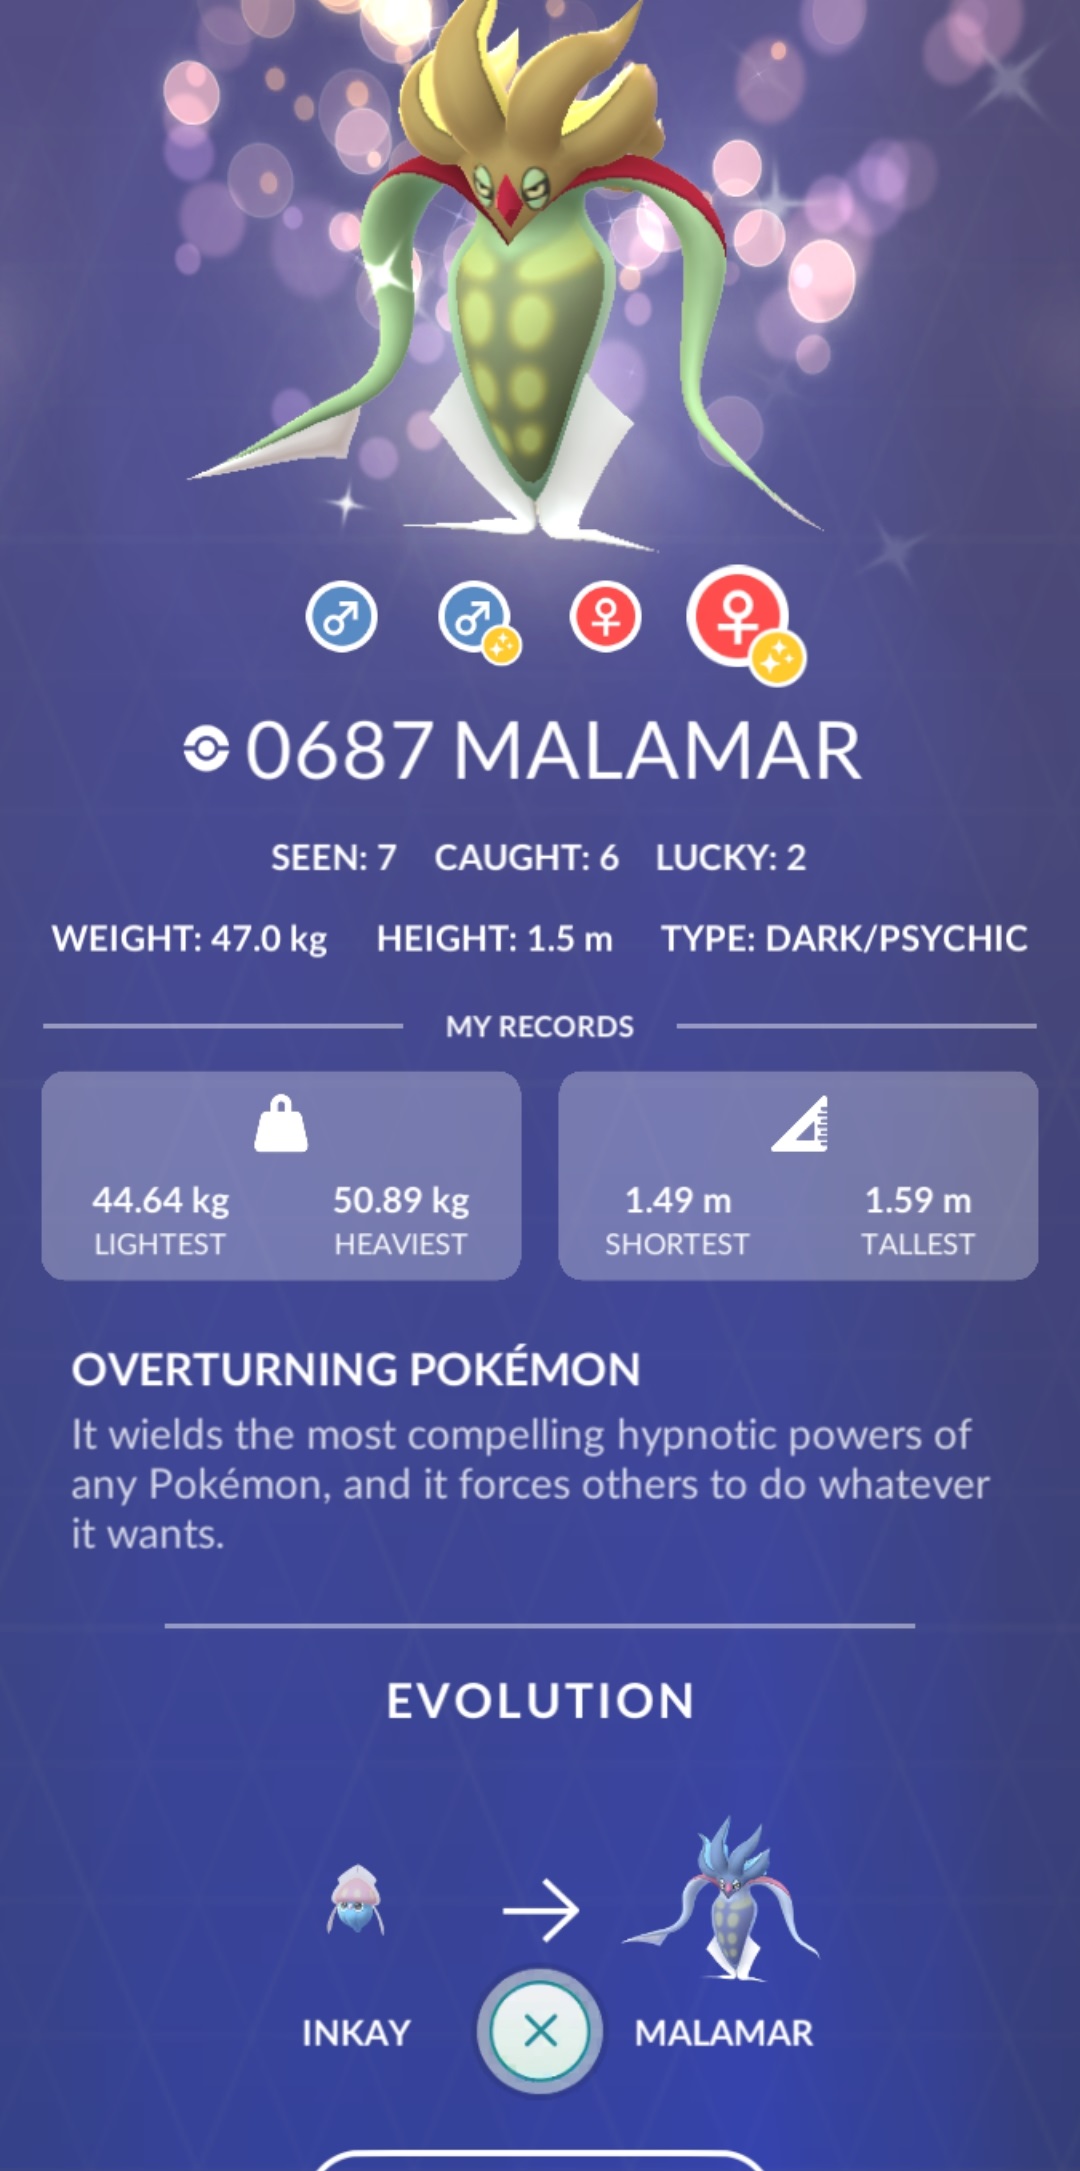 0687 MALAMAR
SEEN: 7 CAUGHT: 6 LUCKY: 2
WEIGHT: 47.0 kg HEIGHT: 1.5 m TYPE: DARK/PSYCHIC
MY RECORDS
44.64 kg 50.89 kg 1.49 m 1.59 m
LIGHTEST HEAVIEST SHORTEST TALLEST
OVERTURNING POKÉMON
It wields the most compelling hypnotic powers of
any Pokémon, and it forces others to do whatever
it wants.
EVOLUTION
INKAY MALAMAR